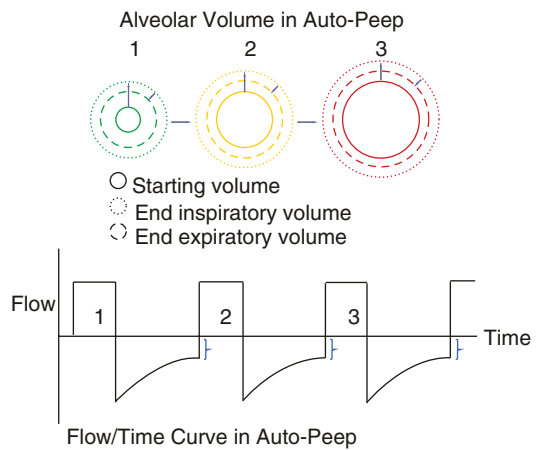 Alveolar Volume in Auto-Peep
1 2 3
Starting volume
End inspiratory volume
End expiratory volume
Flow
1 2 3
Time
Flow/Time Curve in Auto-Peep